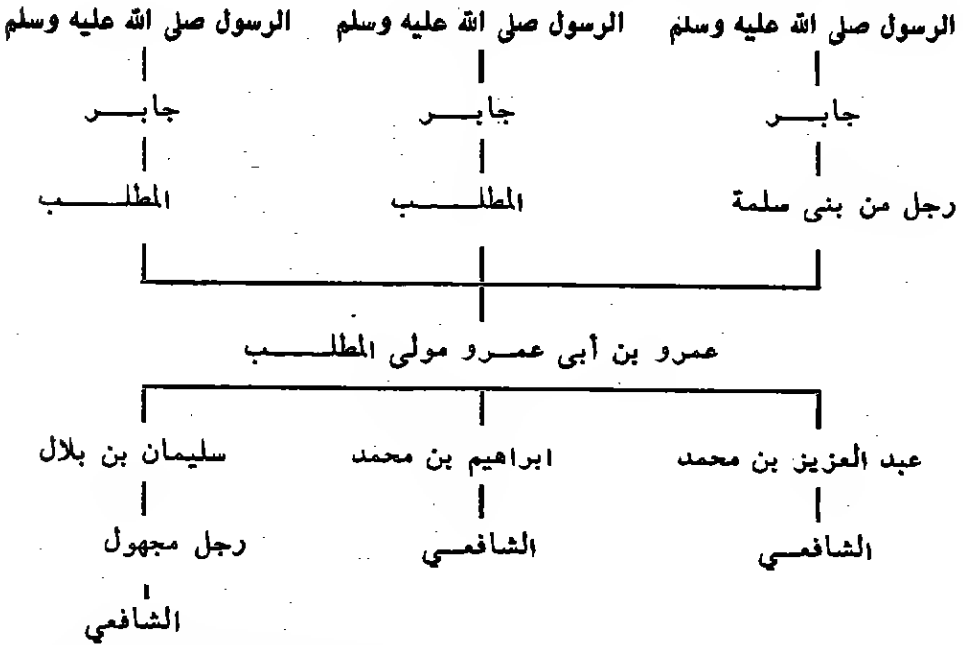 الرسول صلى الله عليه وسلم الرسول صلى الله عليه وسلم الرسول صلى الله عليه وسلم
جابر جابر جابر
رجل من بنى سلمة المطلب المطلب
عمرو بن أبى عمرو مولى المطلب
عبد العزيز بن محمد ابراهيم بن محمد سليمان بن بلال
الشافعي الشافعي رجل مجهول
الشافعي